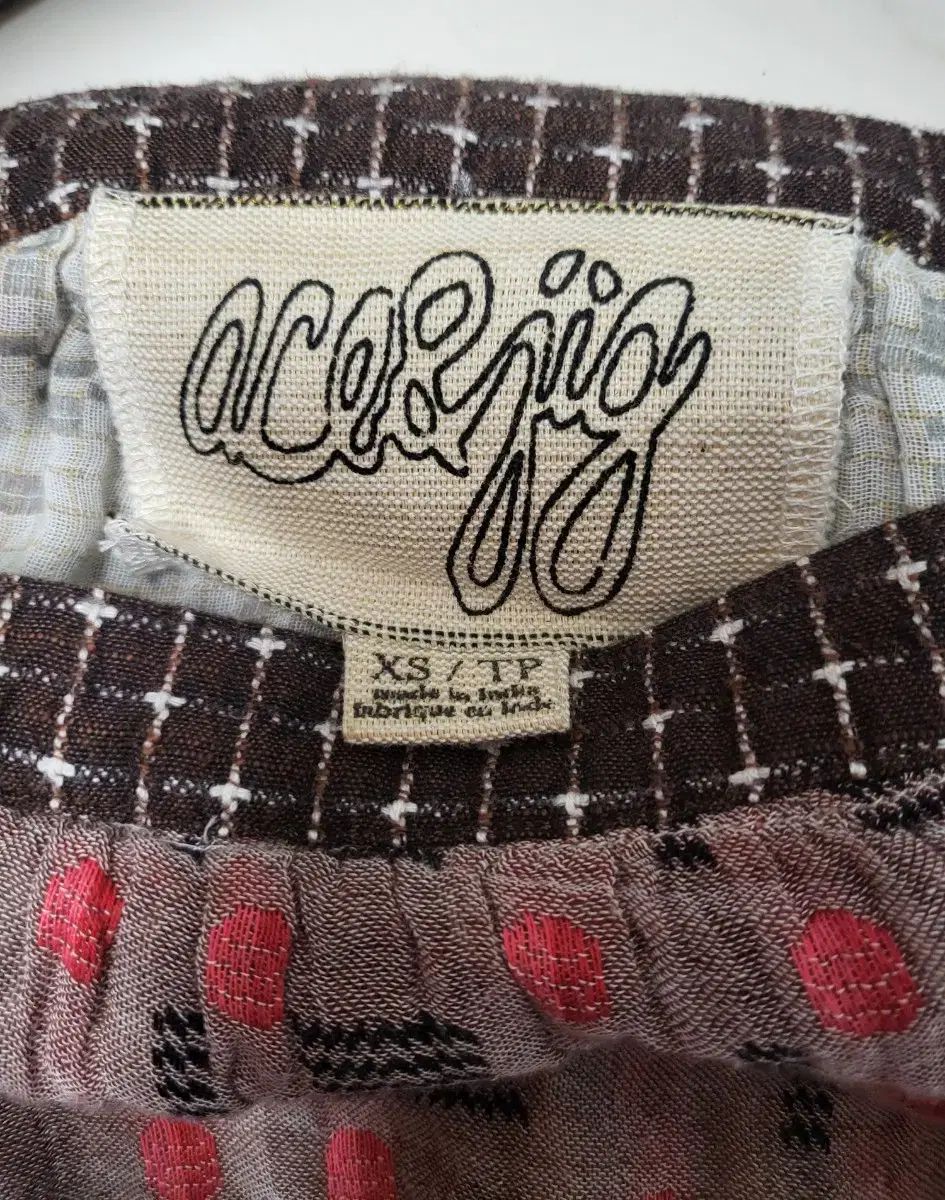 ace & jig
XS / TP
Made in India
Fabriqué en Inde